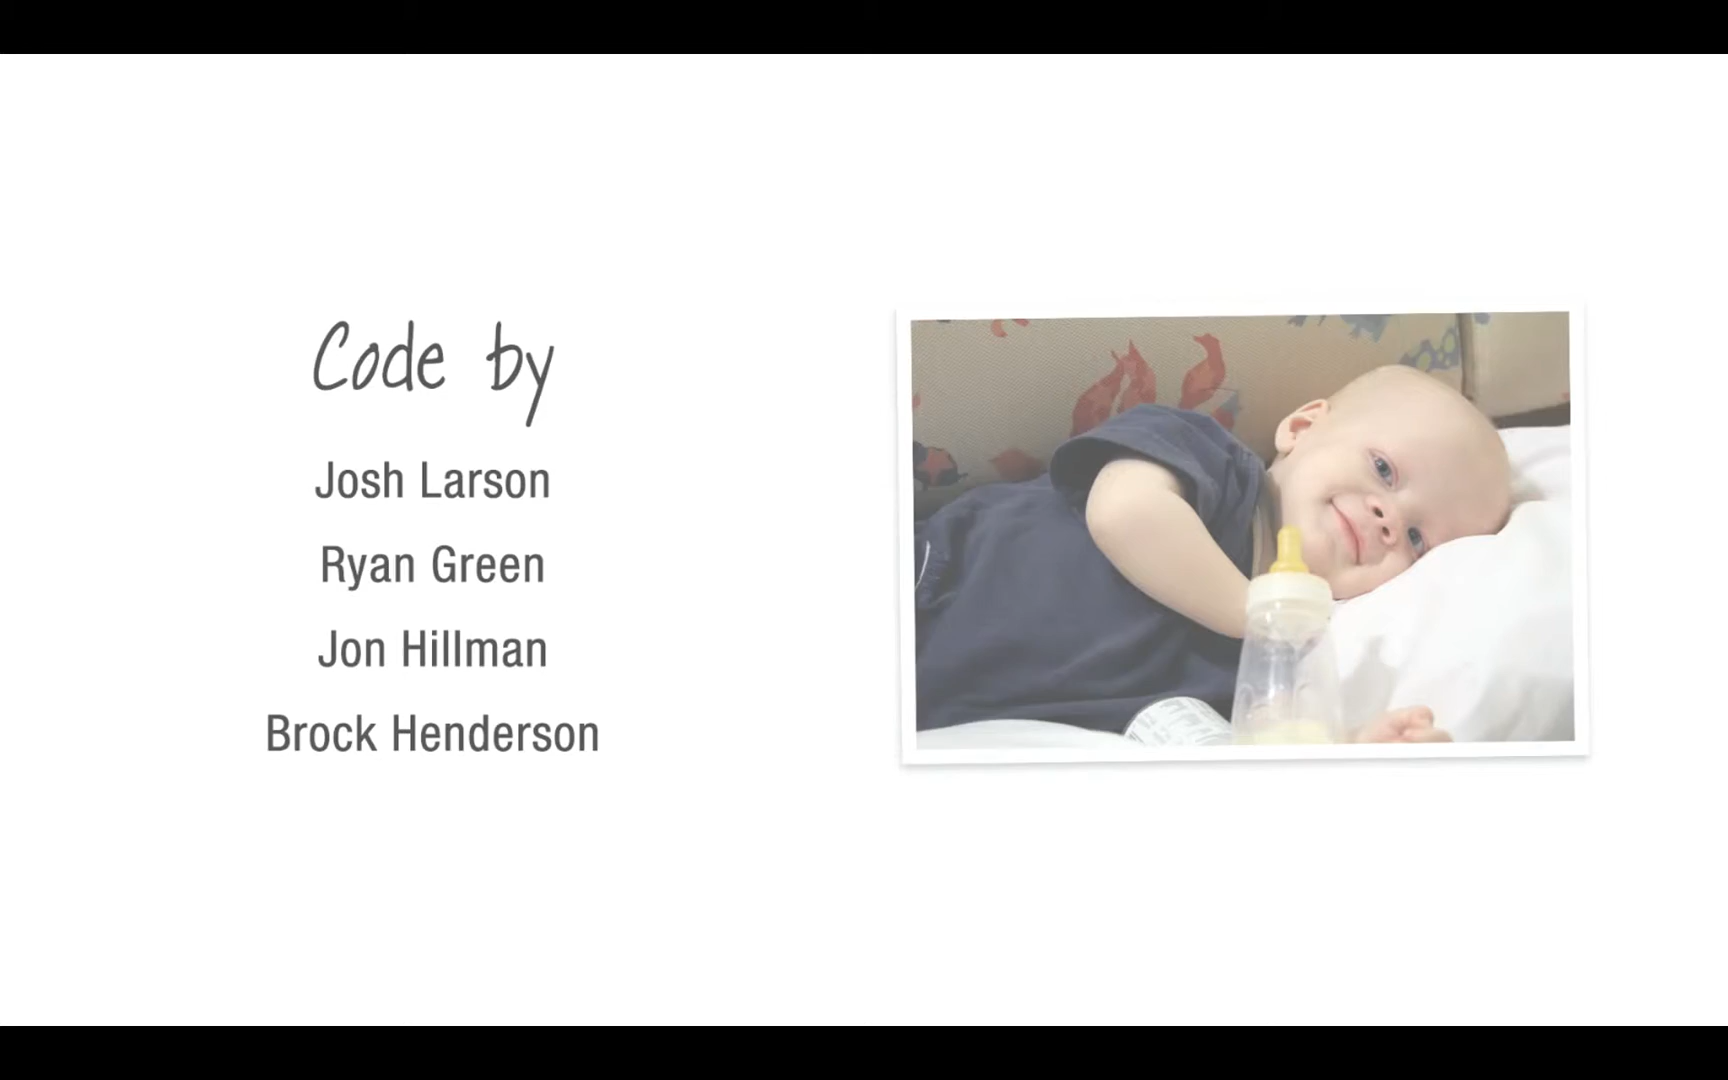 Code by
Josh Larson
Ryan Green
Jon Hillman
Brock Henderson